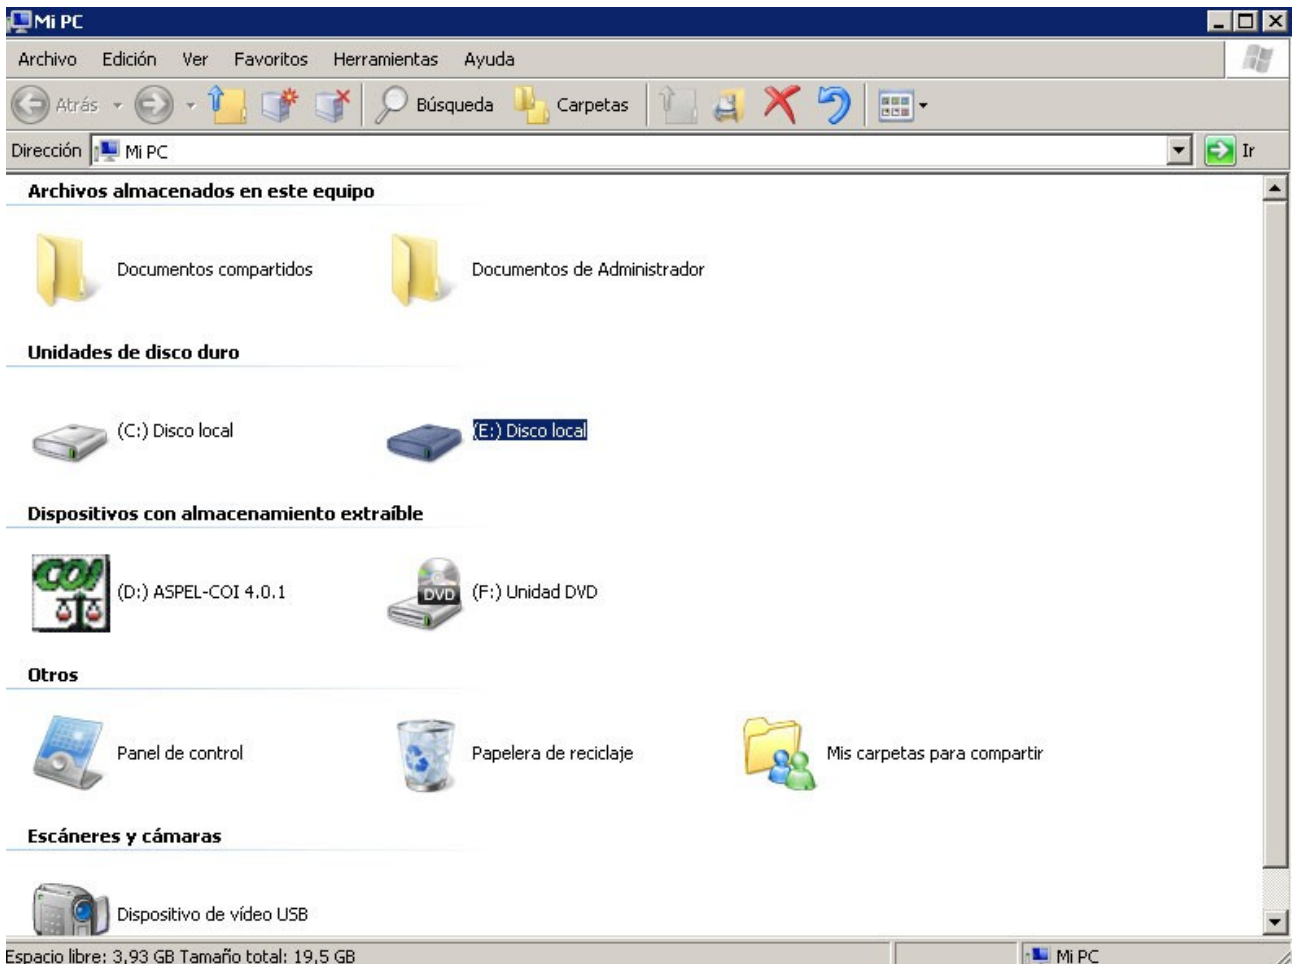 Mi PC
Archivo Edición Ver Favoritos Herramientas Ayuda
Atrás Búsqueda Carpetas
Dirección Mi PC Ir
Archivos almacenados en este equipo
Documentos compartidos Documentos de Administrador
Unidades de disco duro
(C:) Disco local (E:) Disco local
Dispositivos con almacenamiento extraíble
COI (D:) ASPEL-COI 4.0.1 DVD (F:) Unidad DVD
Otros
Panel de control Papelera de reciclaje Mis carpetas para compartir
Escáneres y cámaras
Dispositivo de vídeo USB
Espacio libre: 3,93 GB Tamaño total: 19,5 GB Mi PC